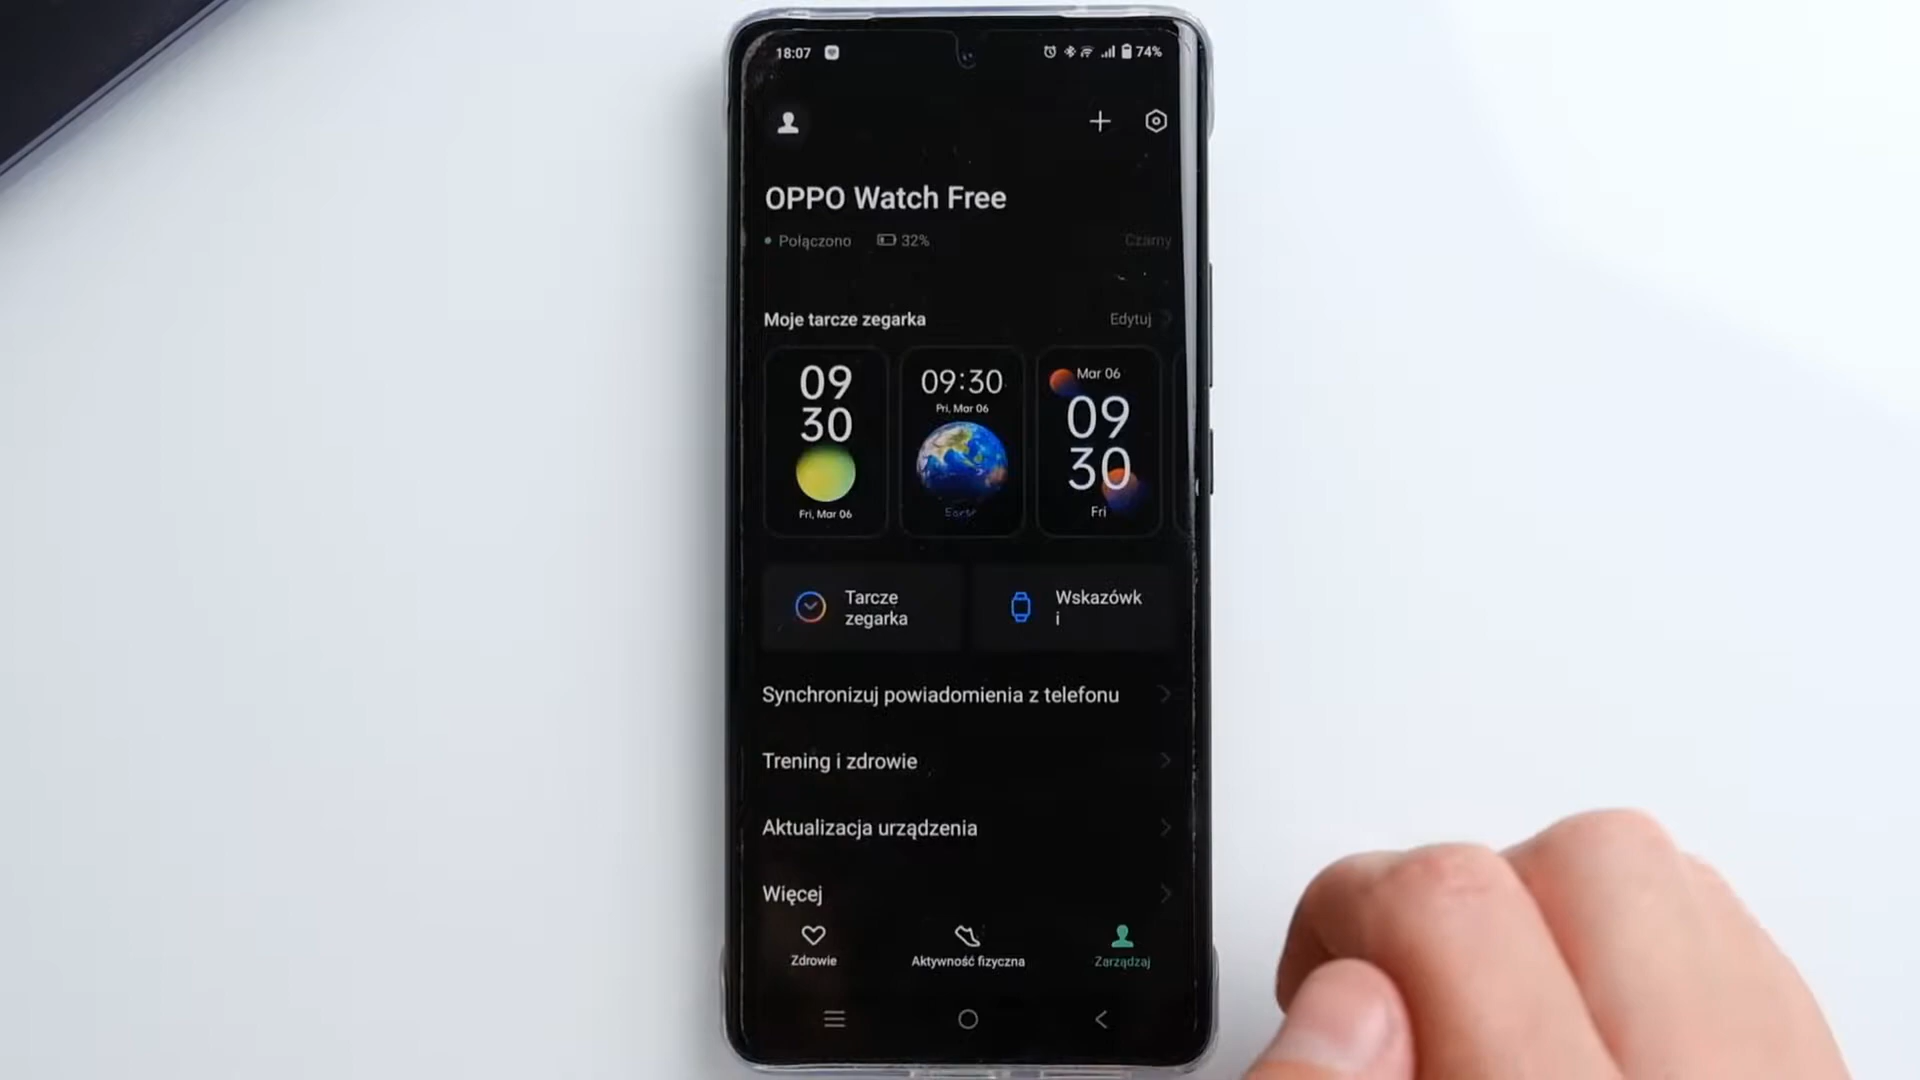 18:07
74%
OPPO Watch Free
Połączono 32% Czarny
Moje tarcze zegarka Edytuj
09
30
Fri, Mar 06
09:30
Pri, Mar 06
Earth
Mar 06
09
30
Fri
Tarcze
zegarka
Wskazówk
i
Synchronizuj powiadomienia z telefonu
Trening i zdrowie
Aktualizacja urządzenia
Więcej
Zdrowie
Aktywność fizyczna
Zarządzaj